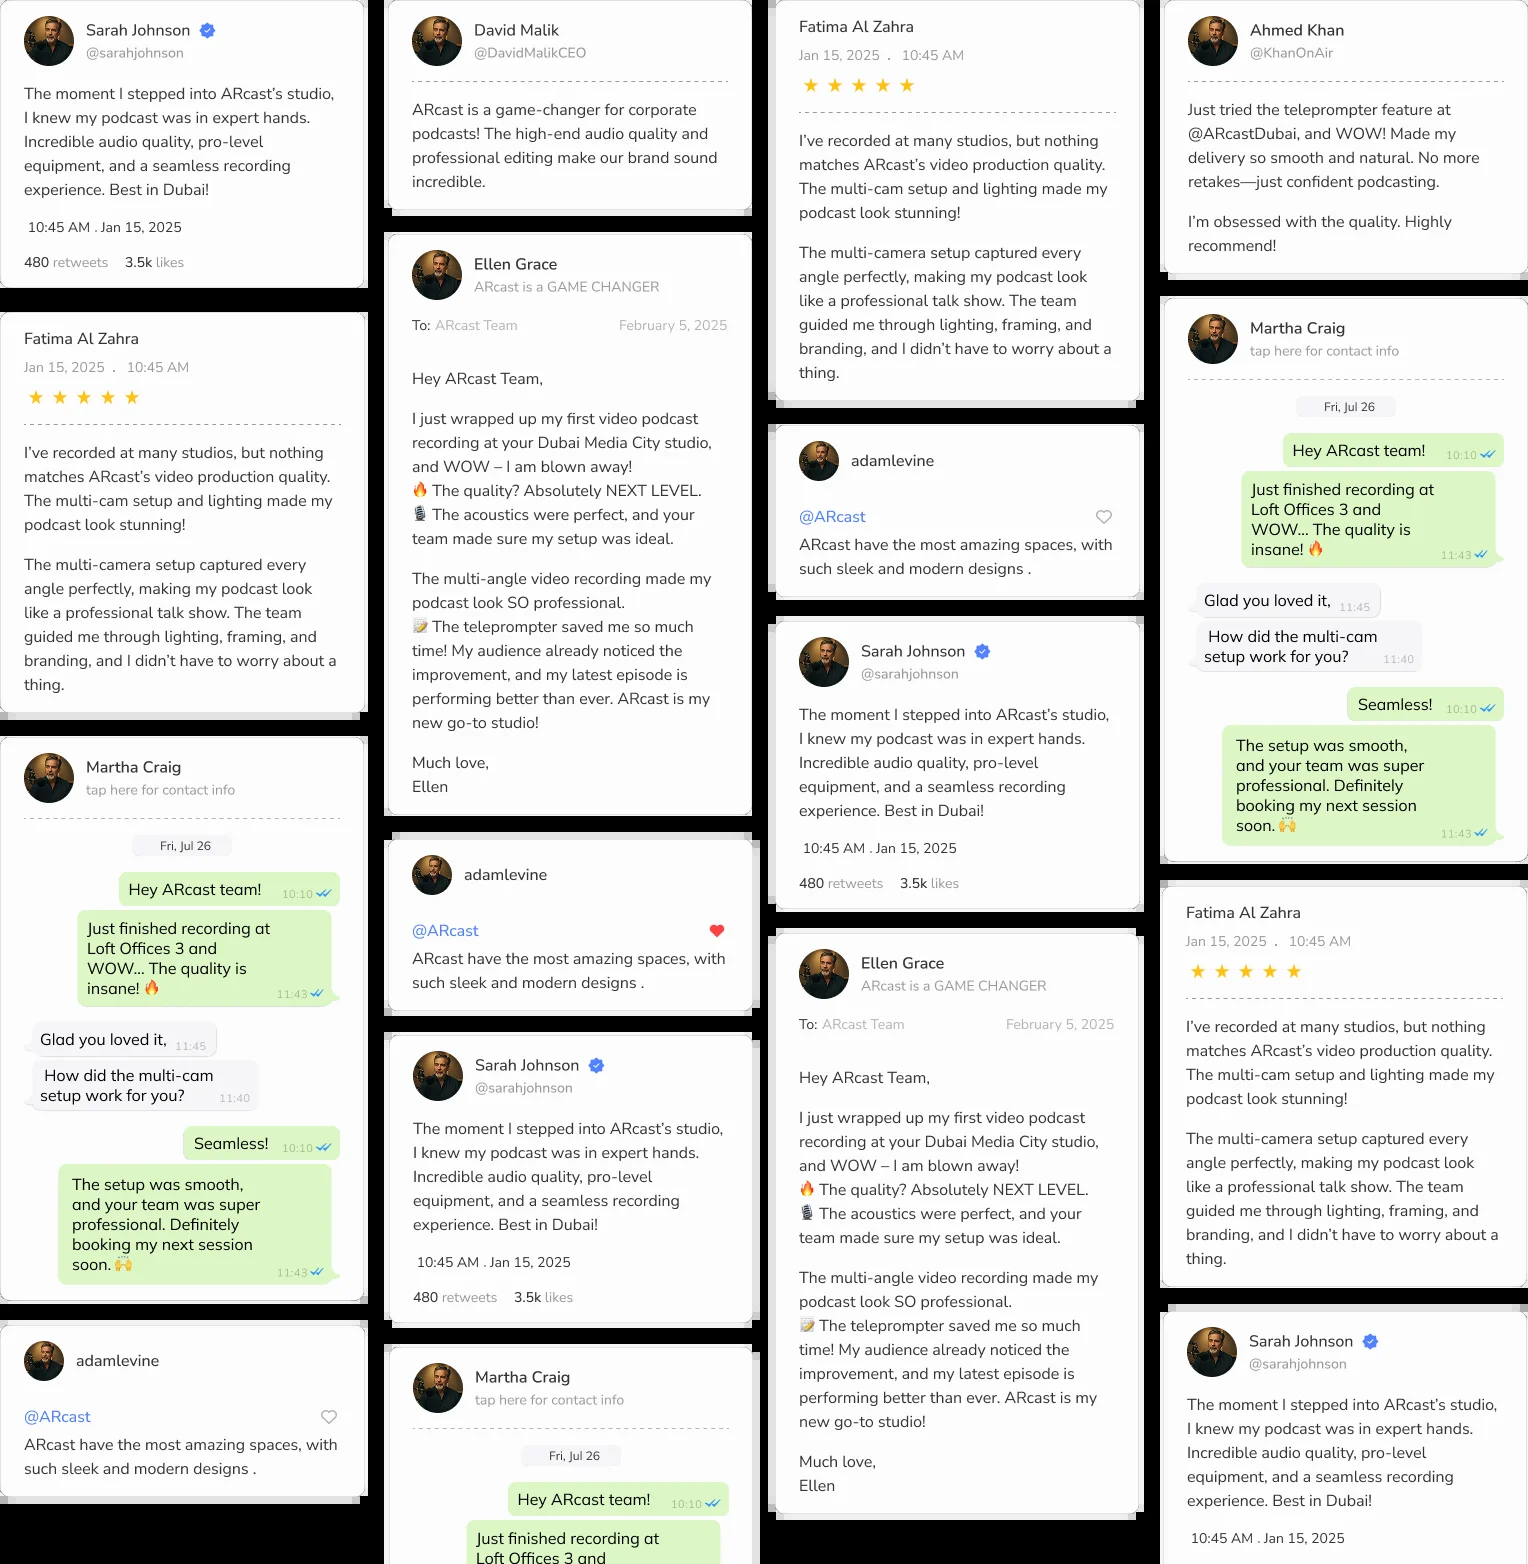 Sarah Johnson
@sarahjohnson
The moment I stepped into ARcast’s studio,
I knew my podcast was in expert hands.
Incredible audio quality, pro-level
equipment, and a seamless recording
experience. Best in Dubai!
10:45 AM . Jan 15, 2025
480 retweets 3.5k likes
Fatima Al Zahra
Jan 15, 2025 . 10:45 AM
★ ★ ★ ★ ★
I’ve recorded at many studios, but nothing
matches ARcast’s video production quality.
The multi-cam setup and lighting made my
podcast look stunning!
The multi-camera setup captured every
angle perfectly, making my podcast look
like a professional talk show. The team
guided me through lighting, framing, and
branding, and I didn’t have to worry about a
thing.
Martha Craig
tap here for contact info
Fri, Jul 26
Hey ARcast team! 10:10
Just finished recording at
Loft Offices 3 and
WOW... The quality is
insane! 🔥 11:43
Glad you loved it, 11:45
How did the multi-cam
setup work for you? 11:40
Seamless! 10:10
The setup was smooth,
and your team was super
professional. Definitely
booking my next session
soon. 🙌 11:43
adamlevine
@ARcast
ARcast have the most amazing spaces, with
such sleek and modern designs .
David Malik
@DavidMalikCEO
ARcast is a game-changer for corporate
podcasts! The high-end audio quality and
professional editing make our brand sound
incredible.
Ellen Grace
ARcast is a GAME CHANGER
To: ARcast Team February 5, 2025
Hey ARcast Team,
I just wrapped up my first video podcast
recording at your Dubai Media City studio,
and WOW – I am blown away!
🔥 The quality? Absolutely NEXT LEVEL.
🎙 The acoustics were perfect, and your
team made sure my setup was ideal.
The multi-angle video recording made my
podcast look SO professional.
📝 The teleprompter saved me so much
time! My audience already noticed the
improvement, and my latest episode is
performing better than ever. ARcast is my
new go-to studio!
Much love,
Ellen
adamlevine
@ARcast
ARcast have the most amazing spaces, with
such sleek and modern designs .
Sarah Johnson
@sarahjohnson
The moment I stepped into ARcast’s studio,
I knew my podcast was in expert hands.
Incredible audio quality, pro-level
equipment, and a seamless recording
experience. Best in Dubai!
10:45 AM . Jan 15, 2025
480 retweets 3.5k likes
Martha Craig
tap here for contact info
Fri, Jul 26
Hey ARcast team! 10:10
Just finished recording at
Loft Offices 3 and
Fatima Al Zahra
Jan 15, 2025 . 10:45 AM
★ ★ ★ ★ ★
I’ve recorded at many studios, but nothing
matches ARcast’s video production quality.
The multi-cam setup and lighting made my
podcast look stunning!
The multi-camera setup captured every
angle perfectly, making my podcast look
like a professional talk show. The team
guided me through lighting, framing, and
branding, and I didn’t have to worry about a
thing.
adamlevine
@ARcast
ARcast have the most amazing spaces, with
such sleek and modern designs .
Sarah Johnson
@sarahjohnson
The moment I stepped into ARcast’s studio,
I knew my podcast was in expert hands.
Incredible audio quality, pro-level
equipment, and a seamless recording
experience. Best in Dubai!
10:45 AM . Jan 15, 2025
480 retweets 3.5k likes
Ellen Grace
ARcast is a GAME CHANGER
To: ARcast Team February 5, 2025
Hey ARcast Team,
I just wrapped up my first video podcast
recording at your Dubai Media City studio,
and WOW – I am blown away!
🔥 The quality? Absolutely NEXT LEVEL.
🎙 The acoustics were perfect, and your
team made sure my setup was ideal.
The multi-angle video recording made my
podcast look SO professional.
📝 The teleprompter saved me so much
time! My audience already noticed the
improvement, and my latest episode is
performing better than ever. ARcast is my
new go-to studio!
Much love,
Ellen
Ahmed Khan
@KhanOnAir
Just tried the teleprompter feature at
@ARcastDubai, and WOW! Made my
delivery so smooth and natural. No more
retakes—just confident podcasting.
I’m obsessed with the quality. Highly
recommend!
Martha Craig
tap here for contact info
Fri, Jul 26
Hey ARcast team! 10:10
Just finished recording at
Loft Offices 3 and
WOW... The quality is
insane! 🔥 11:43
Glad you loved it, 11:45
How did the multi-cam
setup work for you? 11:40
Seamless! 10:10
The setup was smooth,
and your team was super
professional. Definitely
booking my next session
soon. 🙌 11:43
Fatima Al Zahra
Jan 15, 2025 . 10:45 AM
★ ★ ★ ★ ★
I’ve recorded at many studios, but nothing
matches ARcast’s video production quality.
The multi-cam setup and lighting made my
podcast look stunning!
The multi-camera setup captured every
angle perfectly, making my podcast look
like a professional talk show. The team
guided me through lighting, framing, and
branding, and I didn’t have to worry about a
thing.
Sarah Johnson
@sarahjohnson
The moment I stepped into ARcast’s studio,
I knew my podcast was in expert hands.
Incredible audio quality, pro-level
equipment, and a seamless recording
experience. Best in Dubai!
10:45 AM . Jan 15, 2025